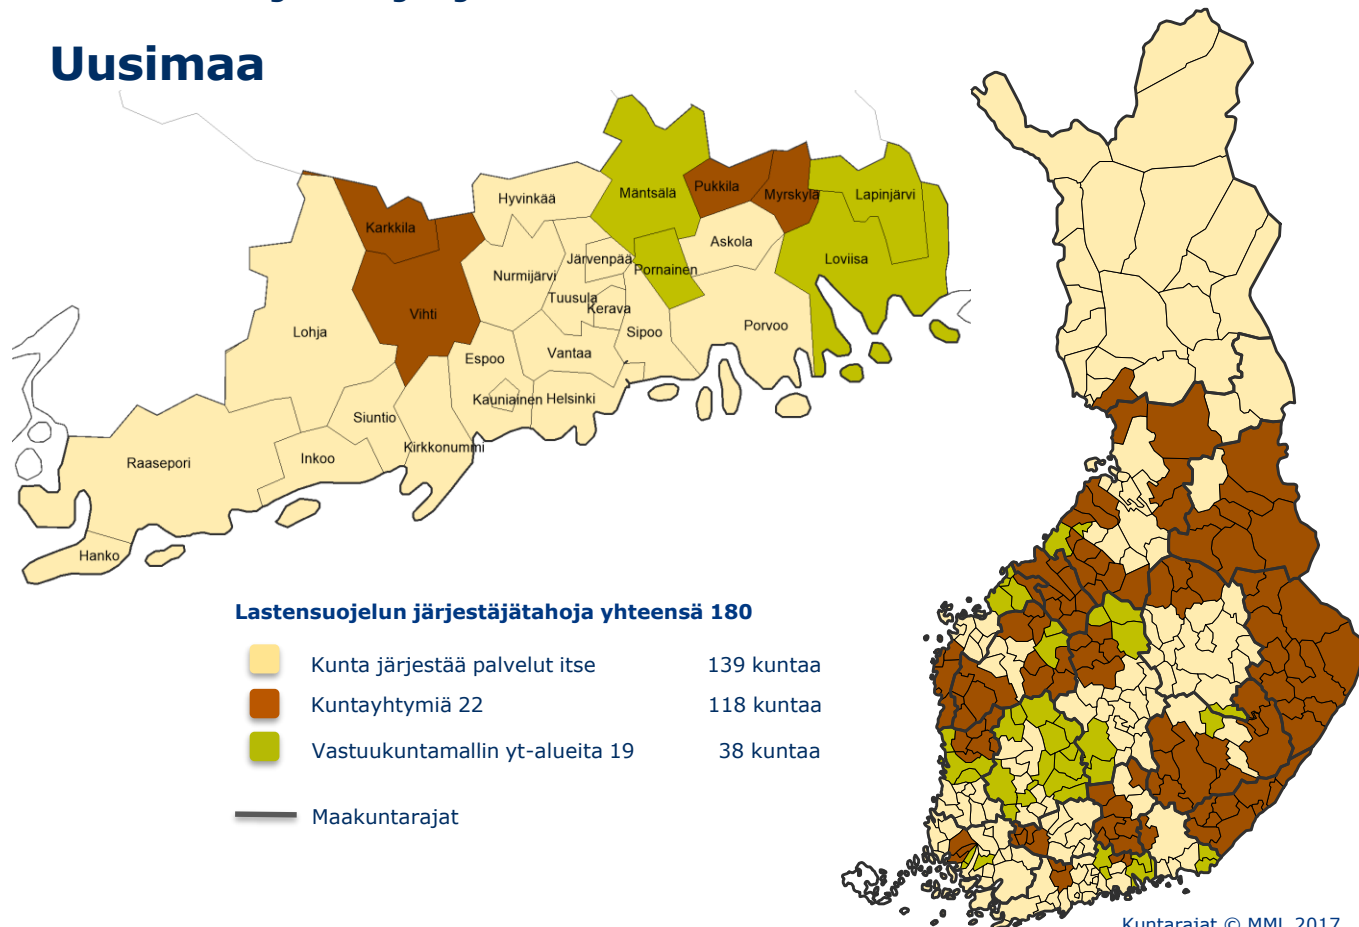 Uusimaa
Hyvinkää
Mäntsälä
Pukkila
Myrskylä
Lapinjärvi
Karkkila
Askola
Järvenpää
Pornainen
Loviisa
Nurmijärvi
Tuusula
Kerava
Vihti
Lohja
Sipoo
Porvoo
Espoo
Vantaa
Kauniainen
Helsinki
Siuntio
Kirkkonummi
Inkoo
Raasepori
Hanko
Lastensuojelun järjestäjätahoja yhteensä 180
Kunta järjestää palvelut itse 139 kuntaa
Kuntayhtymiä 22 118 kuntaa
Vastuukuntamallin yt-alueita 19 38 kuntaa
Maakuntarajat
Kuntarajat © MML 2017